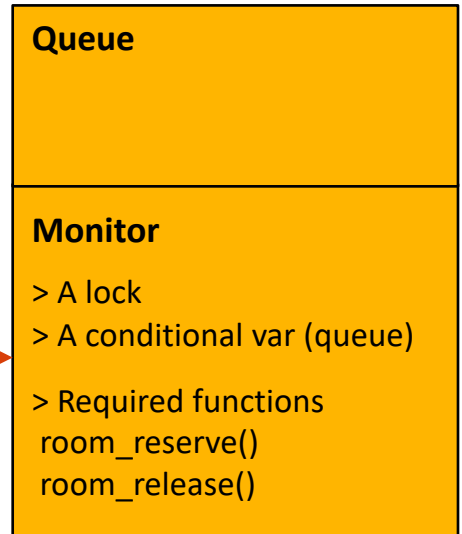 Queue
Monitor
> A lock
> A conditional var (queue)
> Required functions
room_reserve()
room_release()